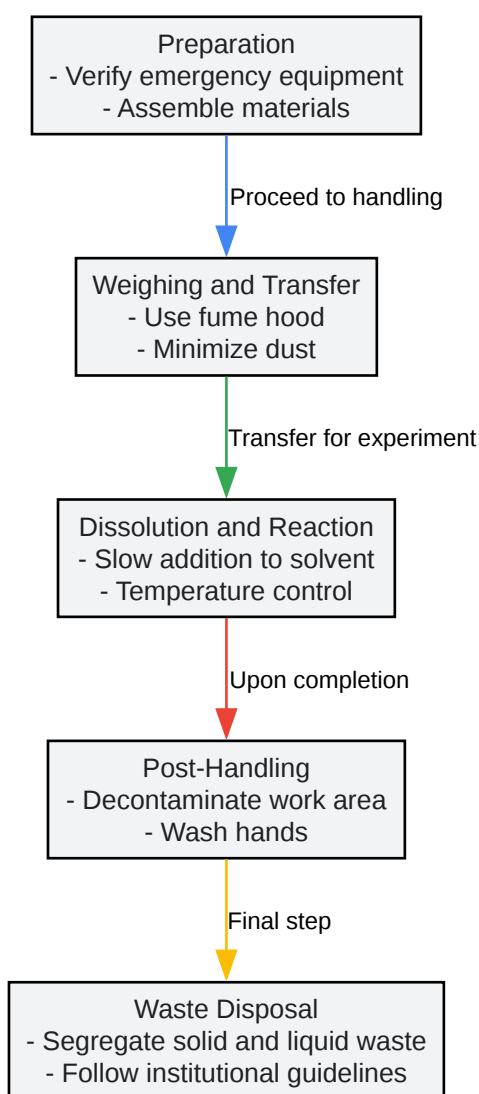 Preparation
- Verify emergency equipment
- Assemble materials
Proceed to handling
Weighing and Transfer
- Use fume hood
- Minimize dust
Transfer for experiment
Dissolution and Reaction
- Slow addition to solvent
- Temperature control
Upon completion
Post-Handling
- Decontaminate work area
- Wash hands
Final step
Waste Disposal
- Segregate solid and liquid waste
- Follow institutional guidelines